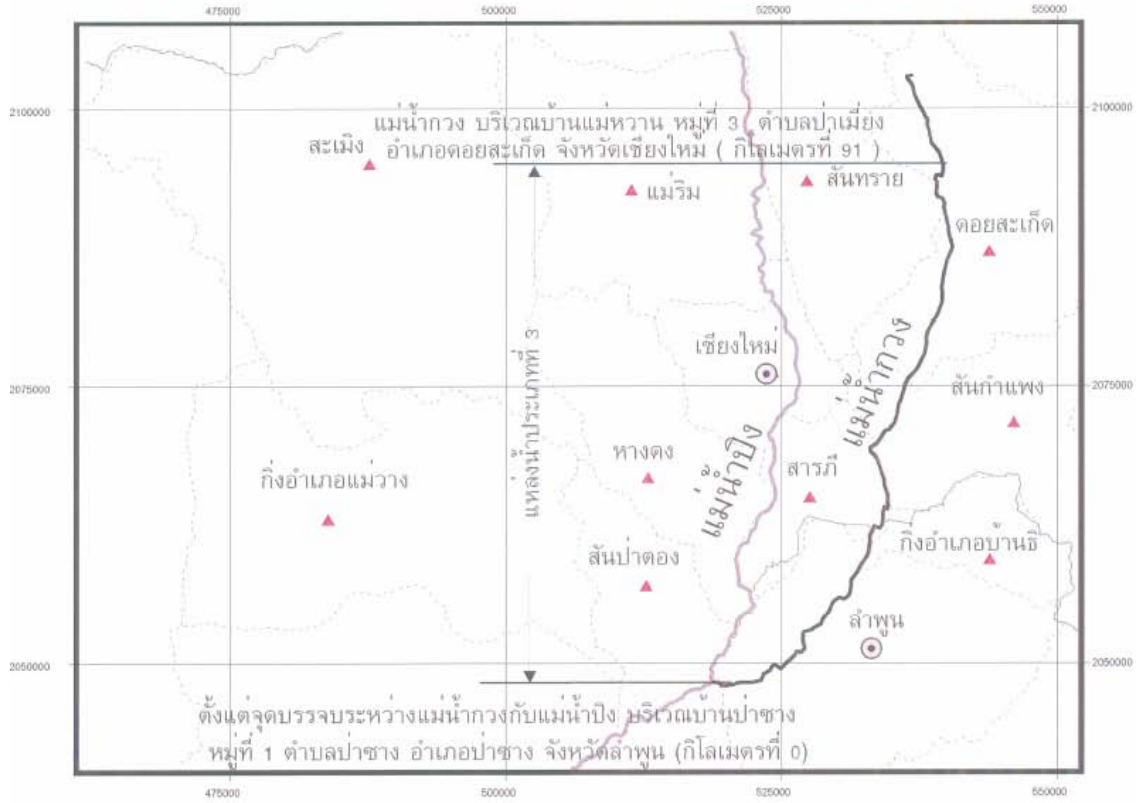 475000 500000 525000 550000
2100000 2100000
แม่น้ำกวง บริเวณบ้านแม่หวาน หมู่ที่ 3 ตำบลป่าเมี่ยง
อำเภอดอยสะเก็ด จังหวัดเชียงใหม่ ( กิโลเมตรที่ 91 )
สะเมิง
แม่ริม
สันทราย
ดอยสะเก็ด
เชียงใหม่
แม่น้ำกวง
แหล่งน้ำประเภทที่ 3
2075000 2075000
สันกำแพง
แม่น้ำปิง
หางดง
สารภี
กิ่งอำเภอแม่วาง
กิ่งอำเภอบ้านธิ
สันป่าตอง
ลำพูน
2050000 2050000
ตั้งแต่จุดบรรจบระหว่างแม่น้ำกวงกับแม่น้ำปิง บริเวณบ้านป่าซาง
หมู่ที่ 1 ตำบลป่าซาง อำเภอป่าซาง จังหวัดลำพูน (กิโลเมตรที่ 0)
475000 500000 525000 550000